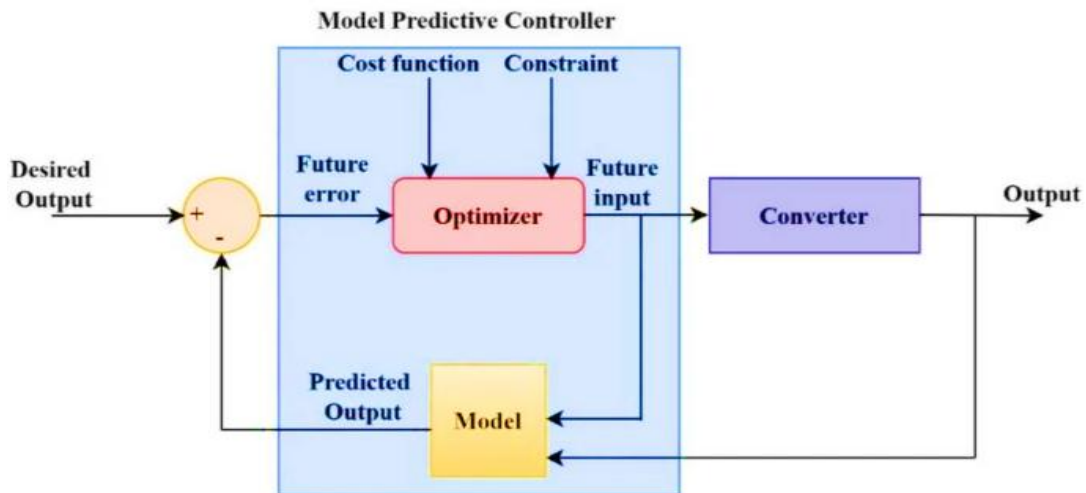 Model Predictive Controller
Cost function
Constraint
Desired
Output
+
-
Future
error
Optimizer
Future
input
Converter
Output
Predicted
Output
Model